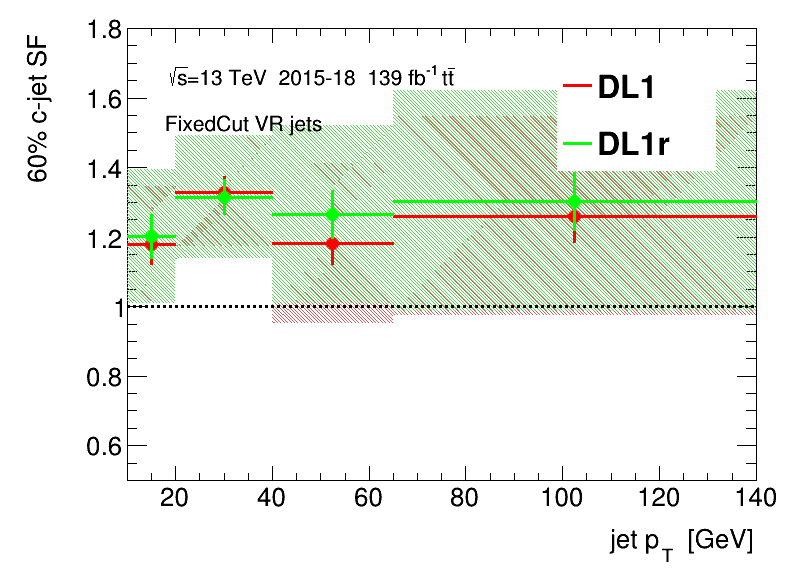 60% c-jet SF
1.8
1.6
1.4
1.2
1
0.8
0.6
√s=13 TeV 2015-18 139 fb⁻¹ tt̄
FixedCut VR jets
DL1
DL1r
20 40 60 80 100 120 140
jet p_T [GeV]